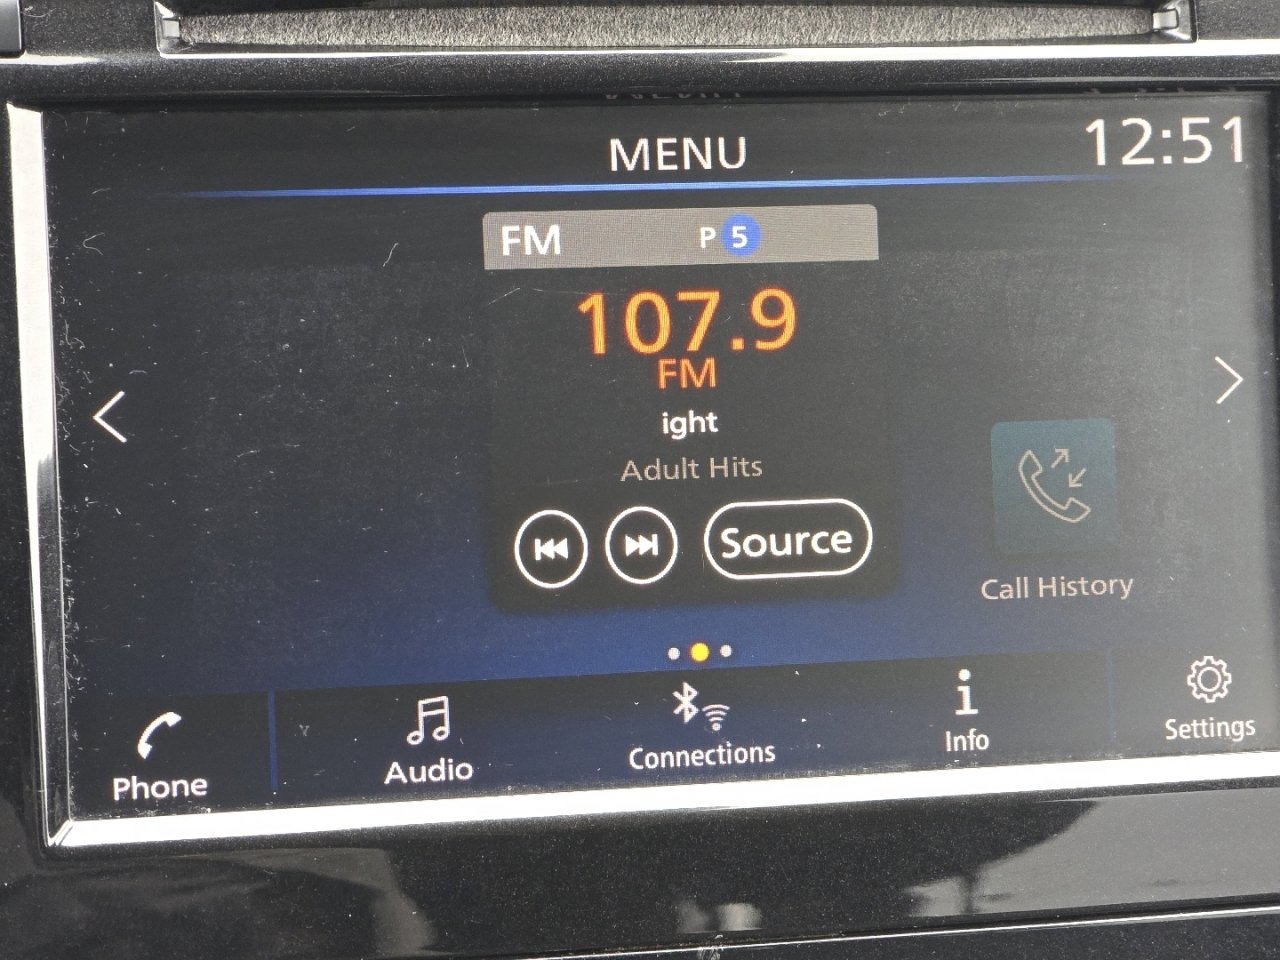 MENU
12:51
FM P 5
107.9
FM
ight
Adult Hits
Source
Call History
Phone
Audio
Connections
Info
Settings